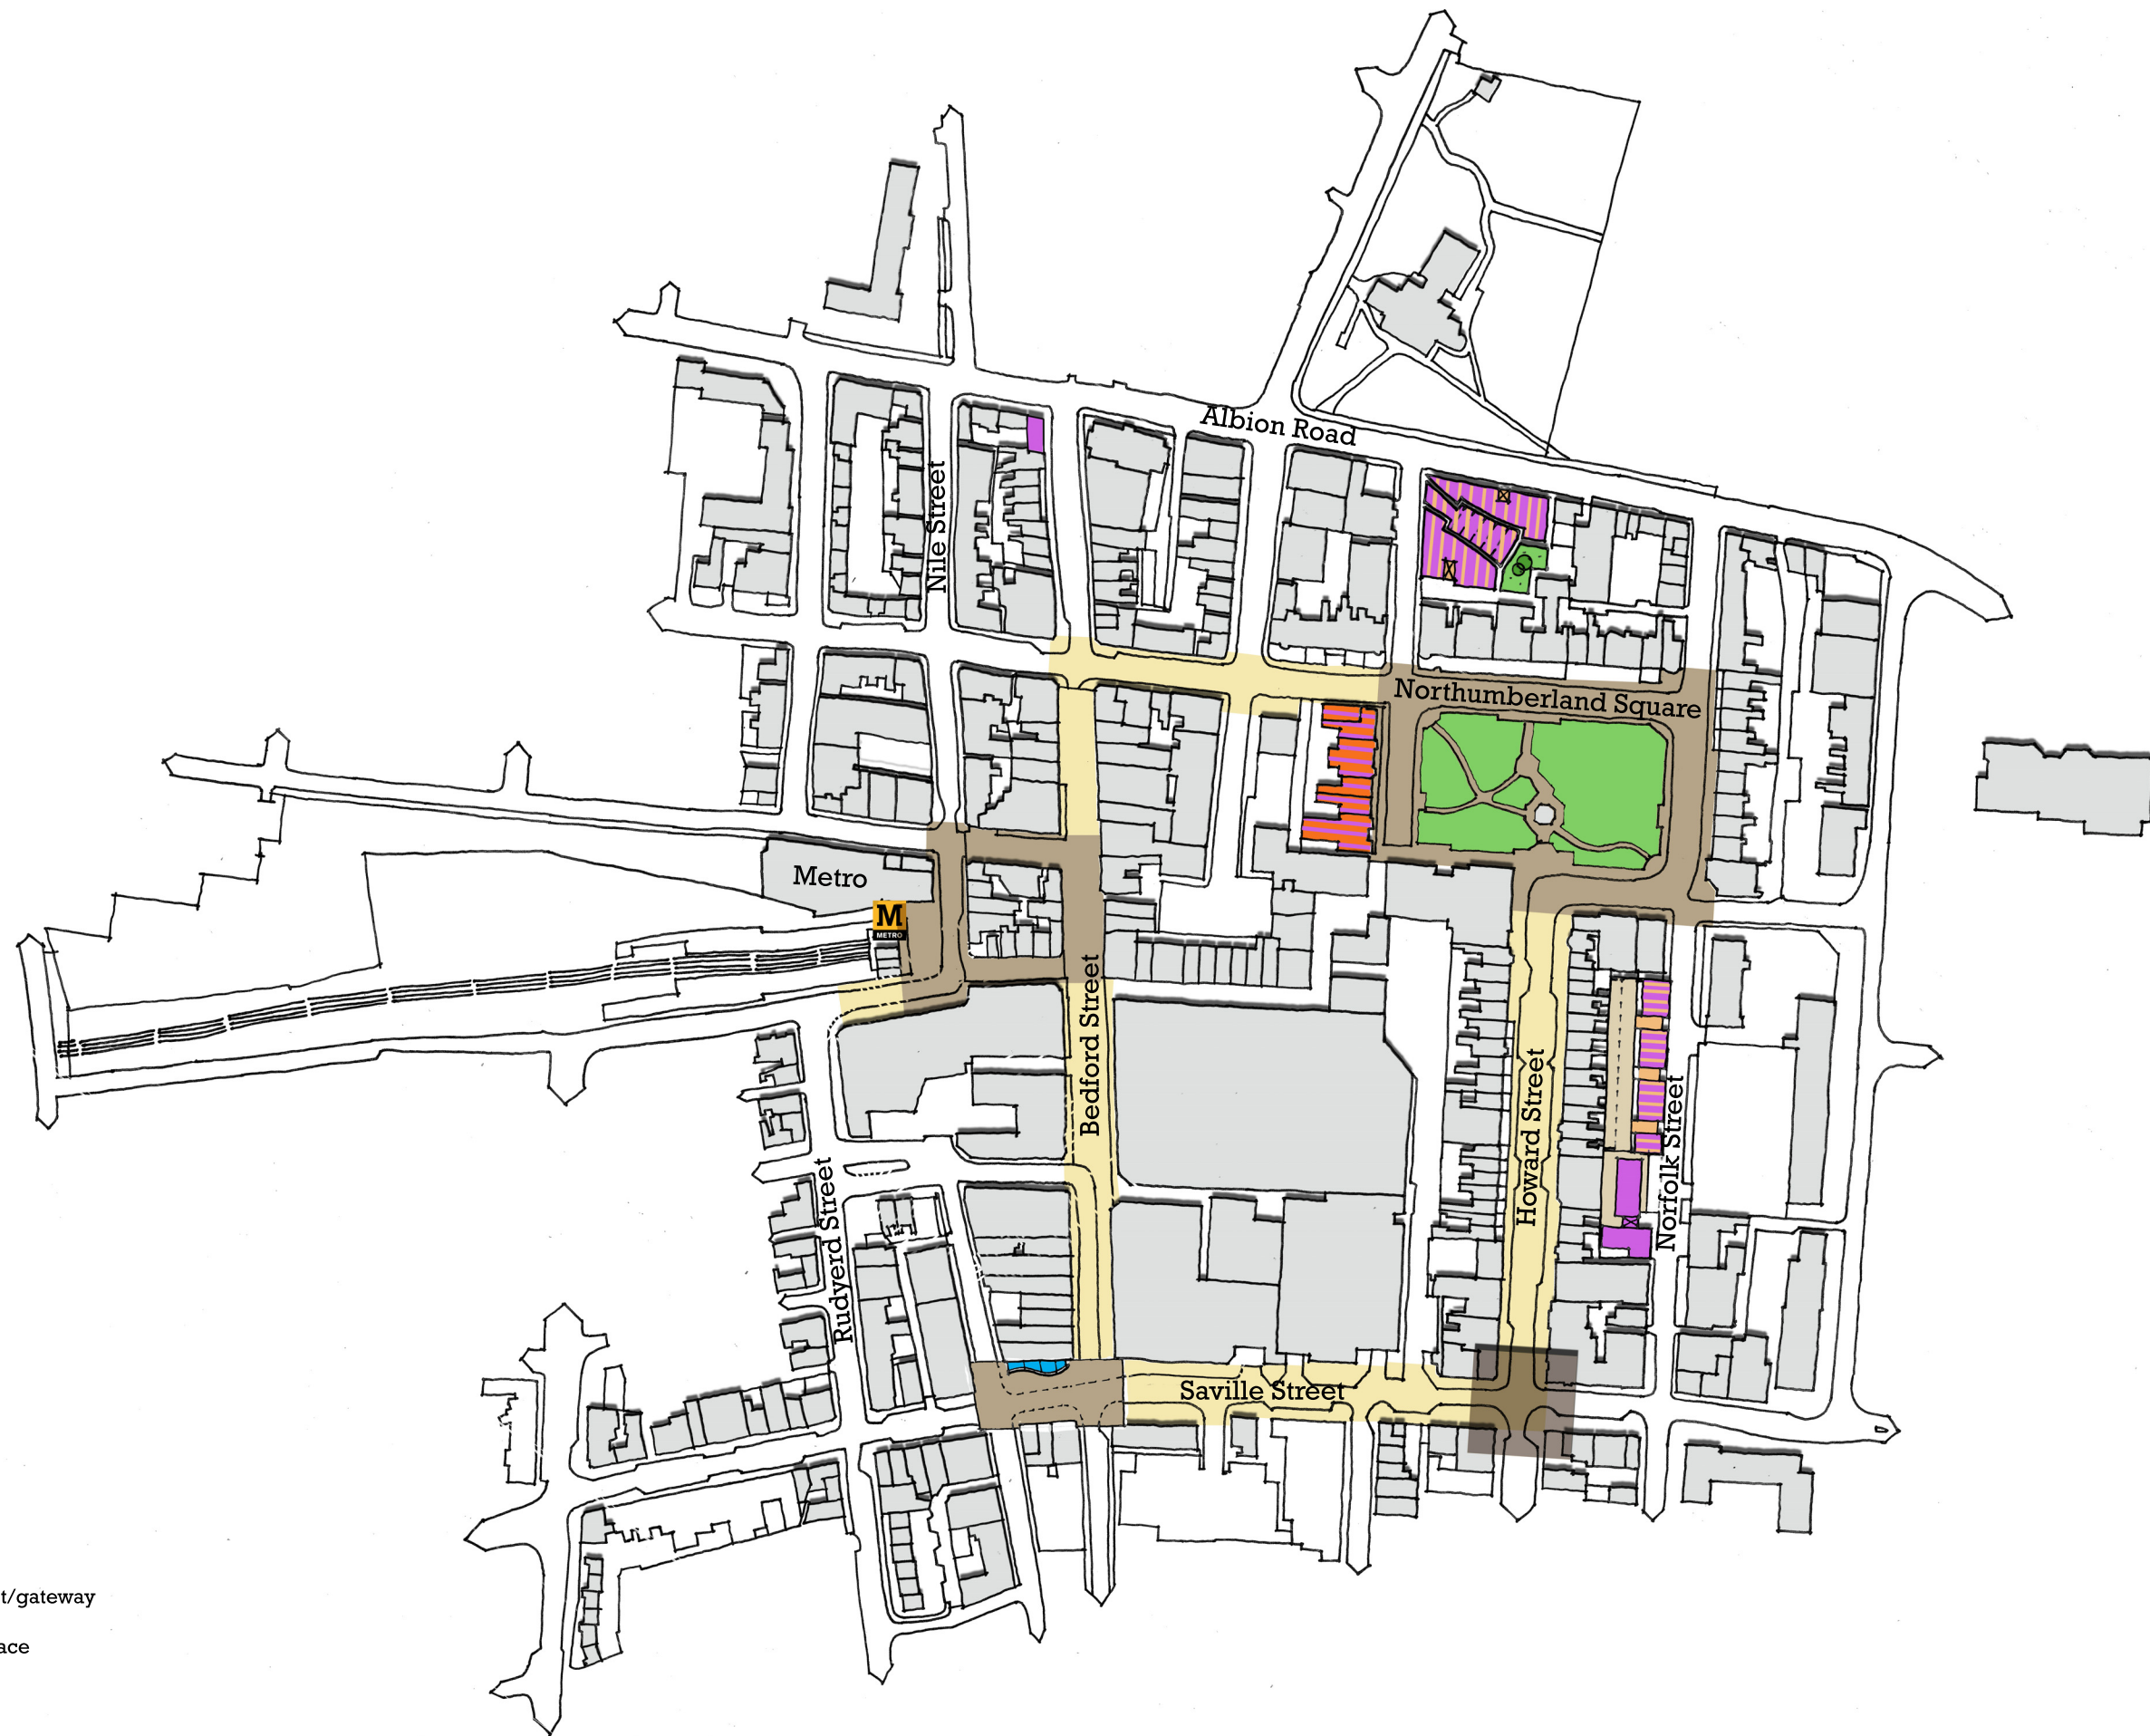 Albion Road
Nile Street
Northumberland Square
Metro
M
METRO
Bedford Street
Howard Street
Norfolk Street
Rudyerd Street
Saville Street
t/gateway
ace